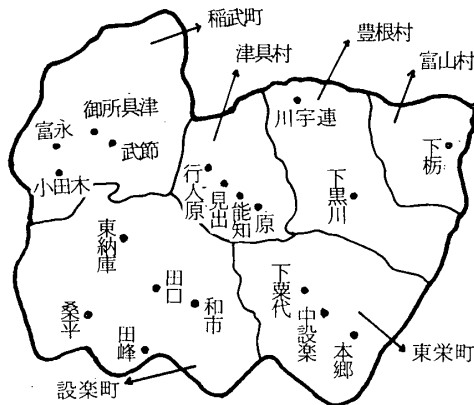 稲武町
津具村
豊根村
富山村
御所貝津
富永
武節
小田木
川宇連
下栃
行人原
見出
能知
原
下黒川
東納庫
田口
和市
桑平
田峰
下粟代
中設楽
本郷
設楽町
東栄町